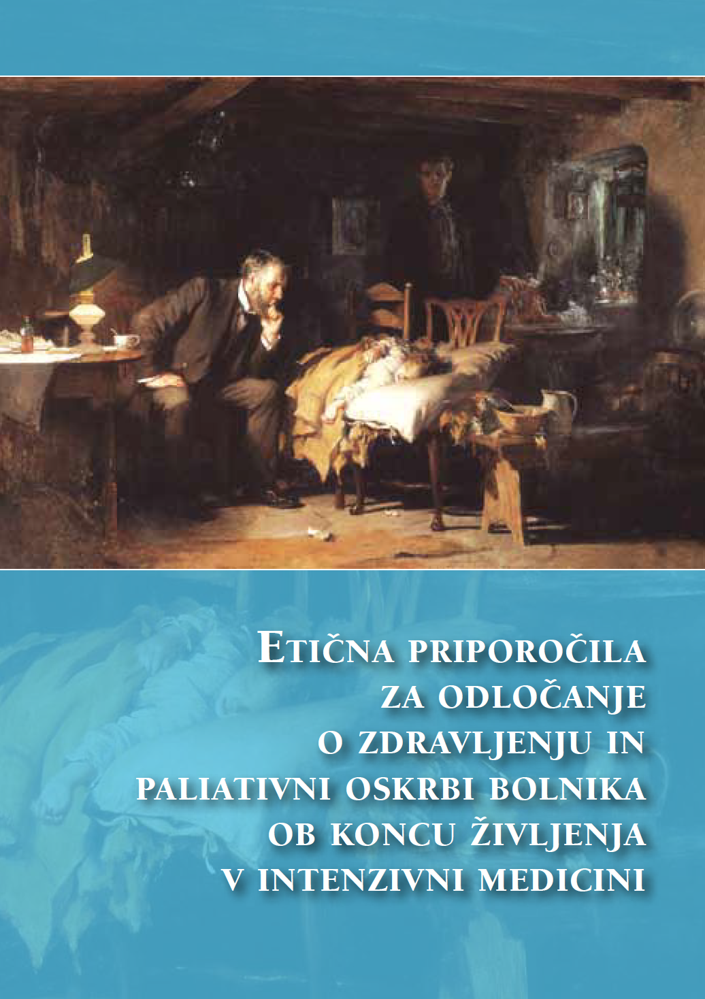 Etična priporočila
za odločanje
o zdravljenju in
paliativni oskrbi bolnika
ob koncu življenja
v intenzivni medicini